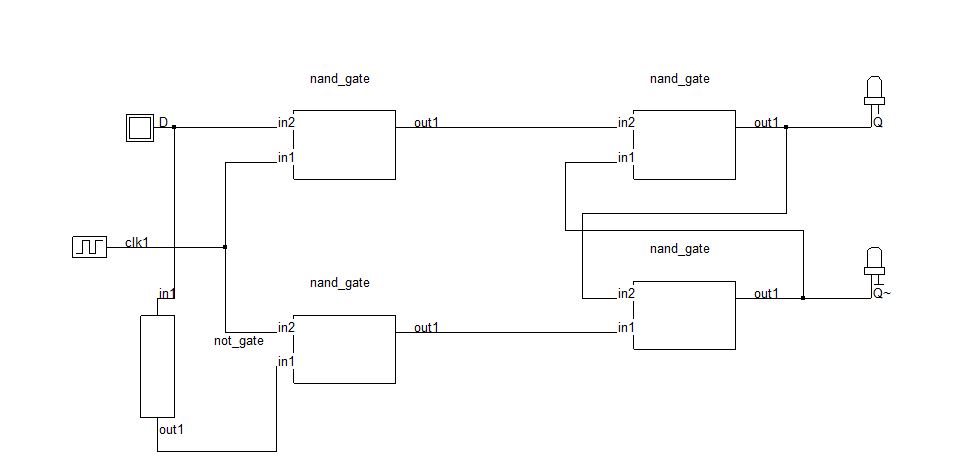 nand_gate
nand_gate
D
in2
out1
in2
out1
Q
in1
in1
clk1
nand_gate
nand_gate
in1
in2
out1
Q~
in2
out1
in1
not_gate
in1
out1